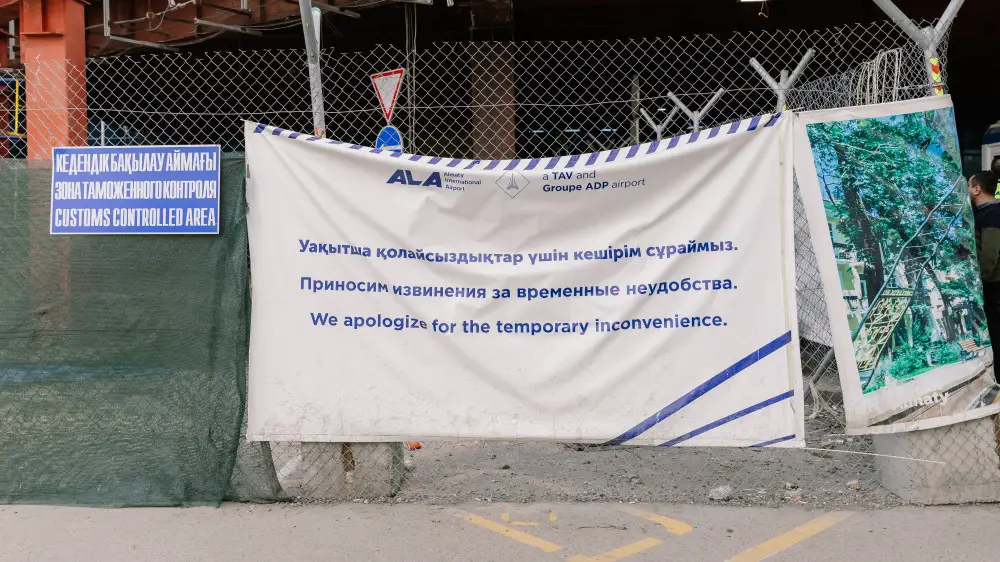 КЕДЕНДІК БАҚЫЛАУ АЙМАҒЫ
ЗОНА ТАМОЖЕННОГО КОНТРОЛЯ
CUSTOMS CONTROLLED AREA
ALA Almaty
International
Airport
a TAV and
Groupe ADP airport
Уақытша қолайсыздықтар үшін кешірім сұраймыз.
Приносим извинения за временные неудобства.
We apologize for the temporary inconvenience.